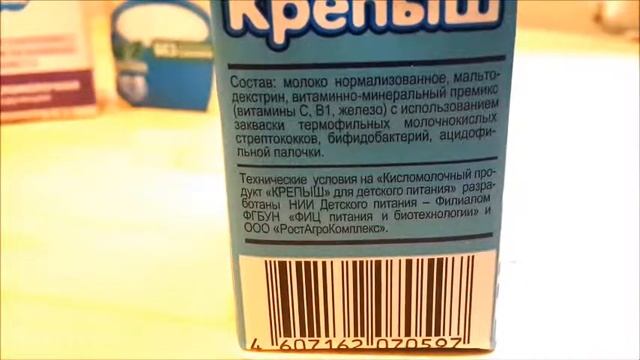 Крепыш
Состав: молоко нормализованное, мальто-
декстрин, витаминно-минеральный премикс
(витамины С, В1, железо) с использованием
закваски термофильных молочнокислых
стрептококков, бифидобактерий, ацидофи-
льной палочки.
Технические условия на «Кисломолочный про-
дукт «КРЕПЫШ» для детского питания» разра-
ботаны НИИ Детского питания – Филиалом
ФГБУН «ФИЦ питания и биотехнологии» и
ООО «РостАгроКомплекс».
4 607162 070597